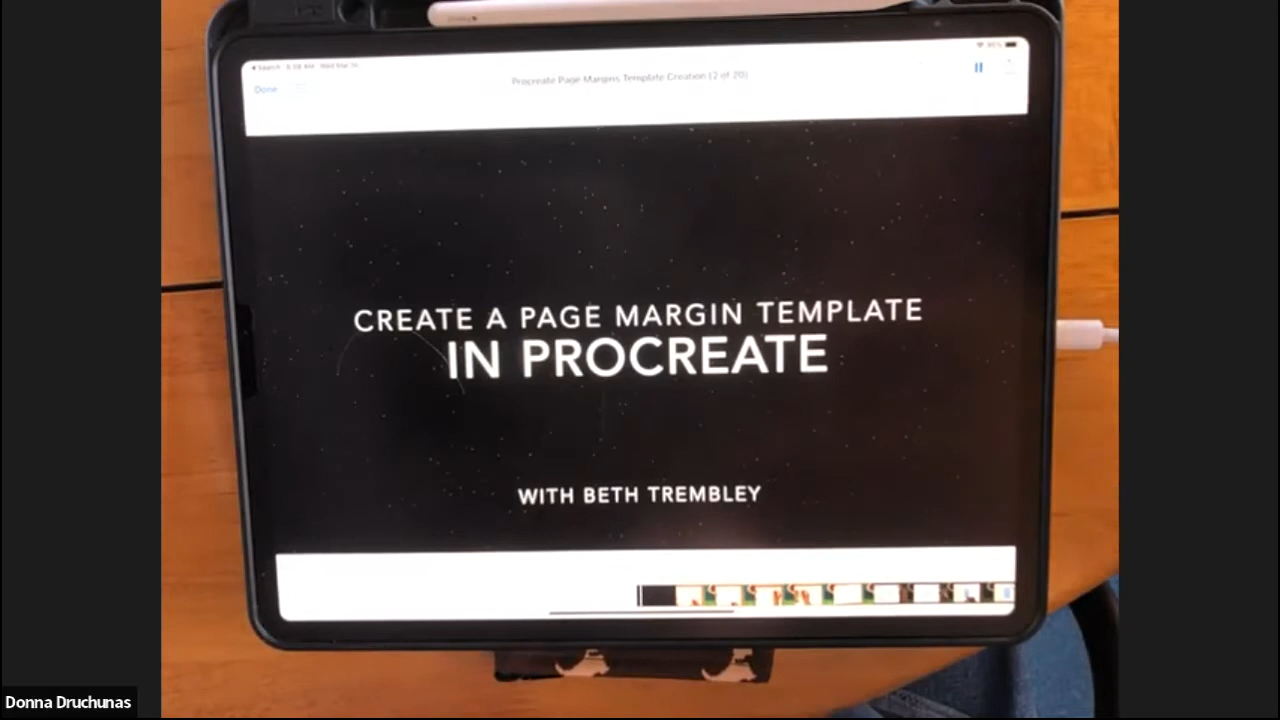 Done
Procreate Page Margins Template Creation (2 of 20)
CREATE A PAGE MARGIN TEMPLATE
IN PROCREATE
WITH BETH TREMBLEY
Donna Druchunas